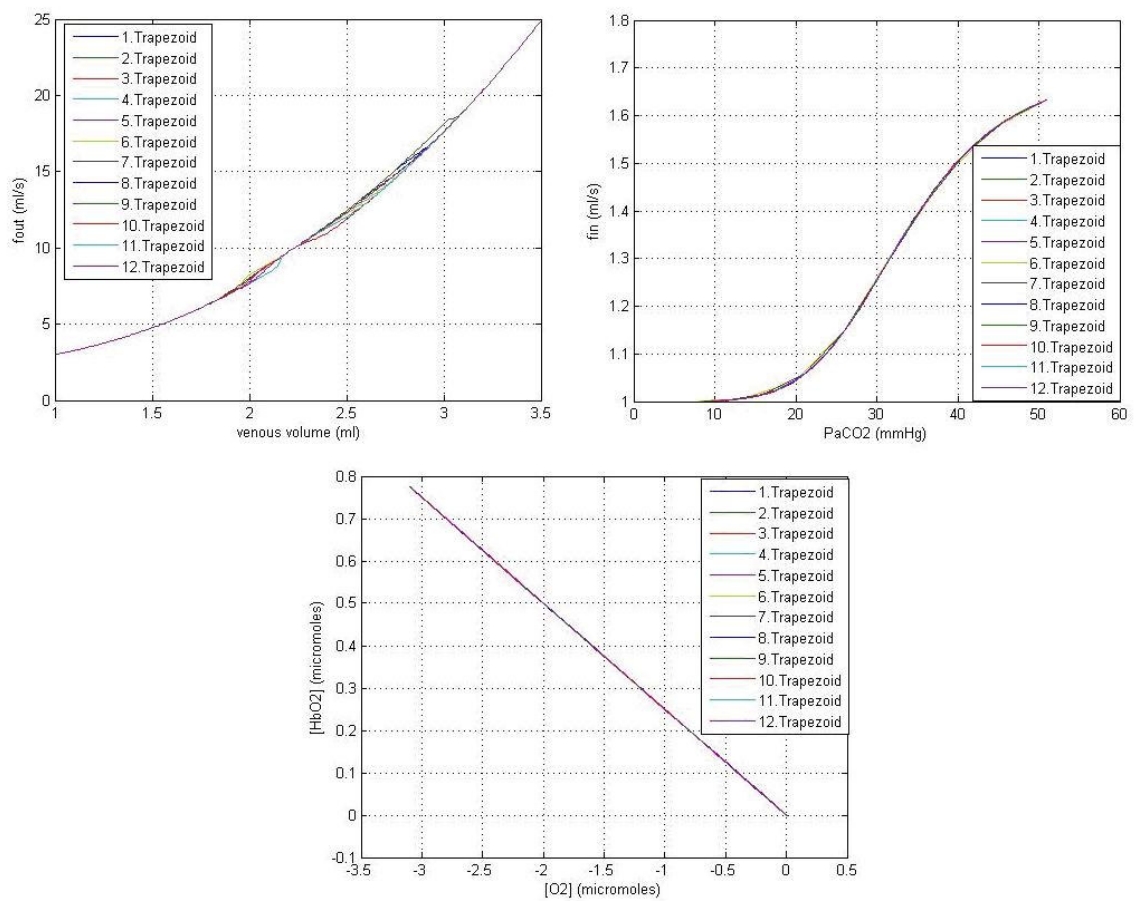 25
20
15
10
5
0
fout (ml/s)
1.Trapezoid
2.Trapezoid
3.Trapezoid
4.Trapezoid
5.Trapezoid
6.Trapezoid
7.Trapezoid
8.Trapezoid
9.Trapezoid
10.Trapezoid
11.Trapezoid
12.Trapezoid
1 1.5 2 2.5 3 3.5
venous volume (ml)
1.8
1.7
1.6
1.5
1.4
1.3
1.2
1.1
1
fin (ml/s)
1.Trapezoid
2.Trapezoid
3.Trapezoid
4.Trapezoid
5.Trapezoid
6.Trapezoid
7.Trapezoid
8.Trapezoid
9.Trapezoid
10.Trapezoid
11.Trapezoid
12.Trapezoid
0 10 20 30 40 50 60
PaCO2 (mmHg)
0.8
0.7
0.6
0.5
0.4
0.3
0.2
0.1
0
-0.1
[HbO2] (micromoles)
1.Trapezoid
2.Trapezoid
3.Trapezoid
4.Trapezoid
5.Trapezoid
6.Trapezoid
7.Trapezoid
8.Trapezoid
9.Trapezoid
10.Trapezoid
11.Trapezoid
12.Trapezoid
-3.5 -3 -2.5 -2 -1.5 -1 -0.5 0 0.5
[O2] (micromoles)